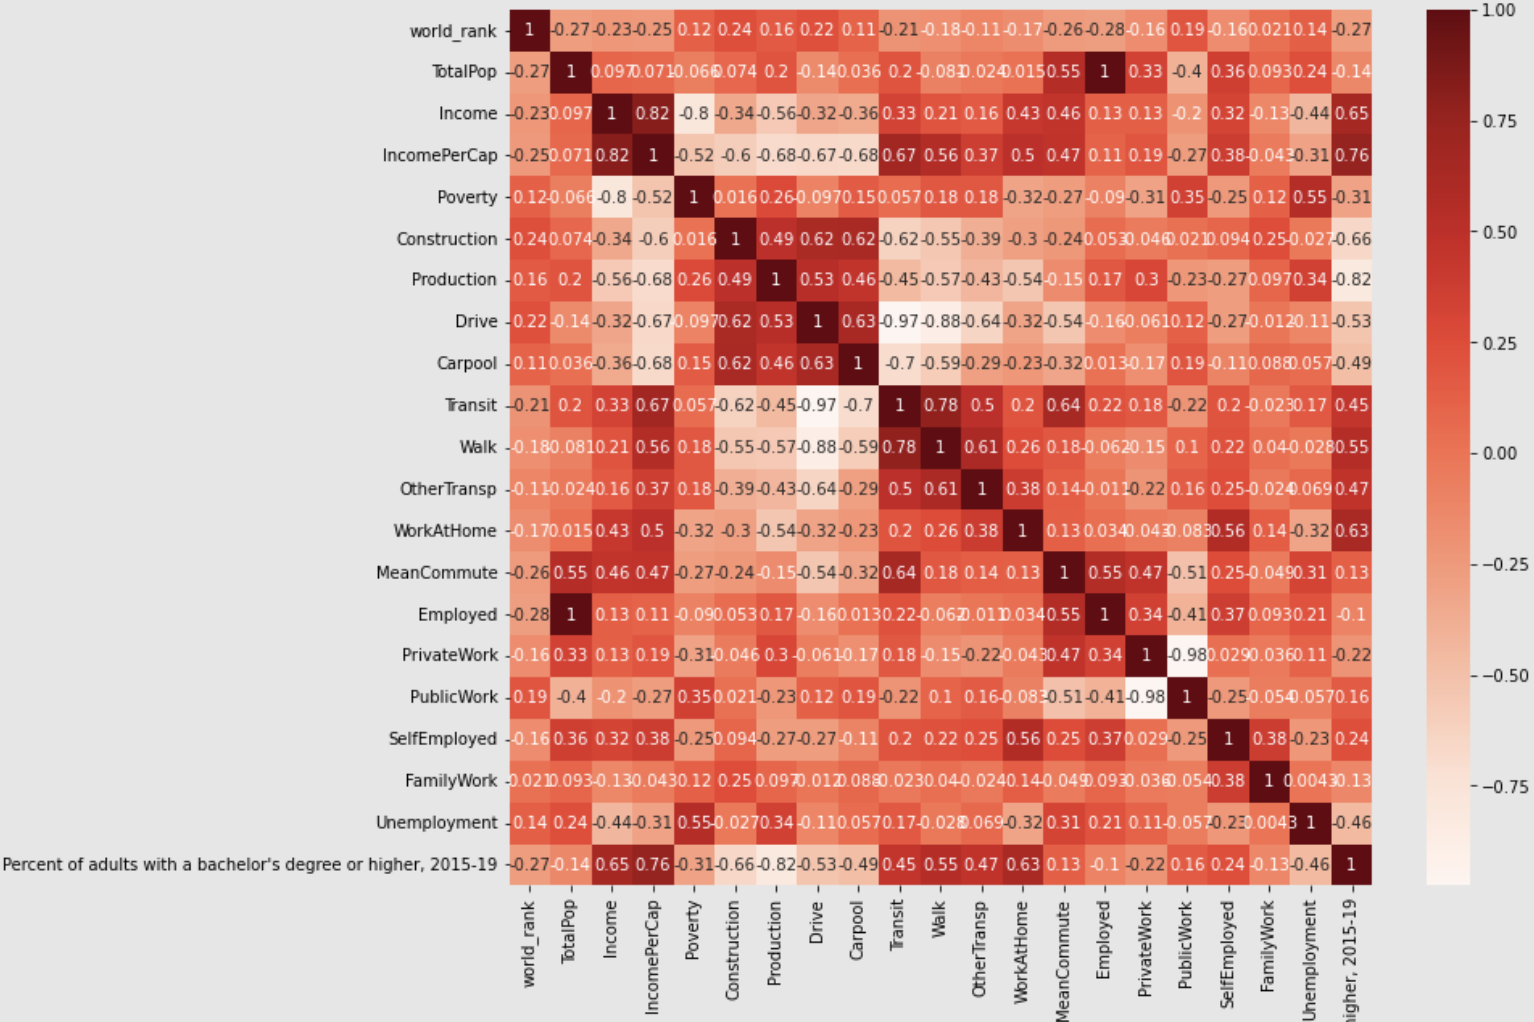 world_rank 1 -0.27 -0.23 -0.25 0.12 0.24 0.16 0.22 0.11 -0.21 -0.18 -0.11 -0.17 -0.26 -0.28 -0.16 0.19 -0.16 0.021 0.14 -0.27
TotalPop -0.27 1 0.097 0.071 -0.066 0.074 0.2 -0.14 0.036 0.2 -0.081 -0.024 0.015 0.55 1 0.33 -0.4 0.36 0.093 0.24 -0.14
Income -0.23 0.097 1 0.82 -0.8 -0.34 -0.56 -0.32 -0.36 0.33 0.21 0.16 0.43 0.46 0.13 0.13 -0.2 0.32 -0.13 -0.44 0.65
IncomePerCap -0.25 0.071 0.82 1 -0.52 -0.6 -0.68 -0.67 -0.68 0.67 0.56 0.37 0.5 0.47 0.11 0.19 -0.27 0.38 -0.043 -0.31 0.76
Poverty 0.12 -0.066 -0.8 -0.52 1 0.016 0.26 -0.097 0.15 0.057 0.18 0.18 -0.32 -0.27 -0.09 -0.31 0.35 -0.25 0.12 0.55 -0.31
Construction 0.24 0.074 -0.34 -0.6 0.016 1 0.49 0.62 0.62 -0.62 -0.55 -0.39 -0.3 -0.24 0.053 -0.046 0.021 0.094 0.25 -0.027 -0.66
Production 0.16 0.2 -0.56 -0.68 0.26 0.49 1 0.53 0.46 -0.45 -0.57 -0.43 -0.54 -0.15 0.17 0.3 -0.23 -0.27 0.097 0.34 -0.82
Drive 0.22 -0.14 -0.32 -0.67 -0.097 0.62 0.53 1 0.63 -0.97 -0.88 -0.64 -0.32 -0.54 -0.16 -0.061 0.12 -0.27 -0.012 -0.11 -0.53
Carpool 0.11 0.036 -0.36 -0.68 0.15 0.62 0.46 0.63 1 -0.7 -0.59 -0.29 -0.23 -0.32 0.013 -0.17 0.19 -0.11 0.088 0.057 -0.49
Transit -0.21 0.2 0.33 0.67 0.057 -0.62 -0.45 -0.97 -0.7 1 0.78 0.5 0.2 0.64 0.22 0.18 -0.22 0.2 -0.023 0.17 0.45
Walk -0.18 -0.081 0.21 0.56 0.18 -0.55 -0.57 -0.88 -0.59 0.78 1 0.61 0.26 0.18 -0.062 -0.15 0.1 0.22 0.04 -0.028 0.55
OtherTransp -0.11 -0.024 0.16 0.37 0.18 -0.39 -0.43 -0.64 -0.29 0.5 0.61 1 0.38 0.14 -0.011 -0.22 0.16 0.25 -0.024 0.069 0.47
WorkAtHome -0.17 0.015 0.43 0.5 -0.32 -0.3 -0.54 -0.32 -0.23 0.2 0.26 0.38 1 0.13 0.034 -0.043 -0.083 0.56 0.14 -0.32 0.63
MeanCommute -0.26 0.55 0.46 0.47 -0.27 -0.24 -0.15 -0.54 -0.32 0.64 0.18 0.14 0.13 1 0.55 0.47 -0.51 0.25 -0.049 0.31 0.13
Employed -0.28 1 0.13 0.11 -0.09 0.053 0.17 -0.16 0.013 0.22 -0.062 -0.011 0.034 0.55 1 0.34 -0.41 0.37 0.093 0.21 -0.1
PrivateWork -0.16 0.33 0.13 0.19 -0.31 -0.046 0.3 -0.061 -0.17 0.18 -0.15 -0.22 -0.043 0.47 0.34 1 -0.98 0.029 -0.036 0.11 -0.22
PublicWork 0.19 -0.4 -0.2 -0.27 0.35 0.021 -0.23 0.12 0.19 -0.22 0.1 0.16 -0.083 -0.51 -0.41 -0.98 1 -0.25 -0.054 -0.057 0.16
SelfEmployed -0.16 0.36 0.32 0.38 -0.25 0.094 -0.27 -0.27 -0.11 0.2 0.22 0.25 0.56 0.25 0.37 0.029 -0.25 1 0.38 -0.23 0.24
FamilyWork 0.021 0.093 -0.13 -0.043 0.12 0.25 0.097 -0.012 0.088 -0.023 0.04 -0.024 0.14 -0.049 0.093 -0.036 -0.054 0.38 1 0.0043 -0.13
Unemployment 0.14 0.24 -0.44 -0.31 0.55 -0.027 0.34 -0.11 0.057 0.17 -0.028 0.069 -0.32 0.31 0.21 0.11 -0.057 -0.23 0.0043 1 -0.46
Percent of adults with a bachelor's degree or higher, 2015-19 -0.27 -0.14 0.65 0.76 -0.31 -0.66 -0.82 -0.53 -0.49 0.45 0.55 0.47 0.63 0.13 -0.1 -0.22 0.16 0.24 -0.13 -0.46 1
world_rank
TotalPop
Income
IncomePerCap
Poverty
Construction
Production
Drive
Carpool
Transit
Walk
OtherTransp
WorkAtHome
MeanCommute
Employed
PrivateWork
PublicWork
SelfEmployed
FamilyWork
Unemployment
higher, 2015-19
1.00
0.75
0.50
0.25
0.00
−0.25
−0.50
−0.75